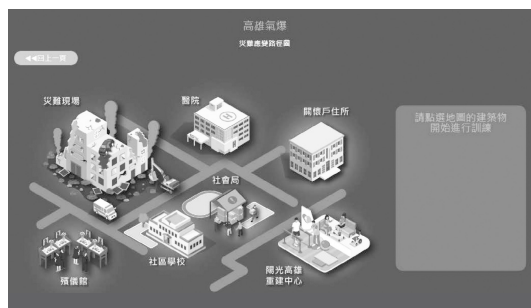 高雄氣爆
災難應變路徑圖
◀◀回上一頁
災難現場
醫院
關懷戶住所
請點選地圖的建築物
開始進行訓練
社會局
社區學校
殯儀館
陽光高雄
重建中心